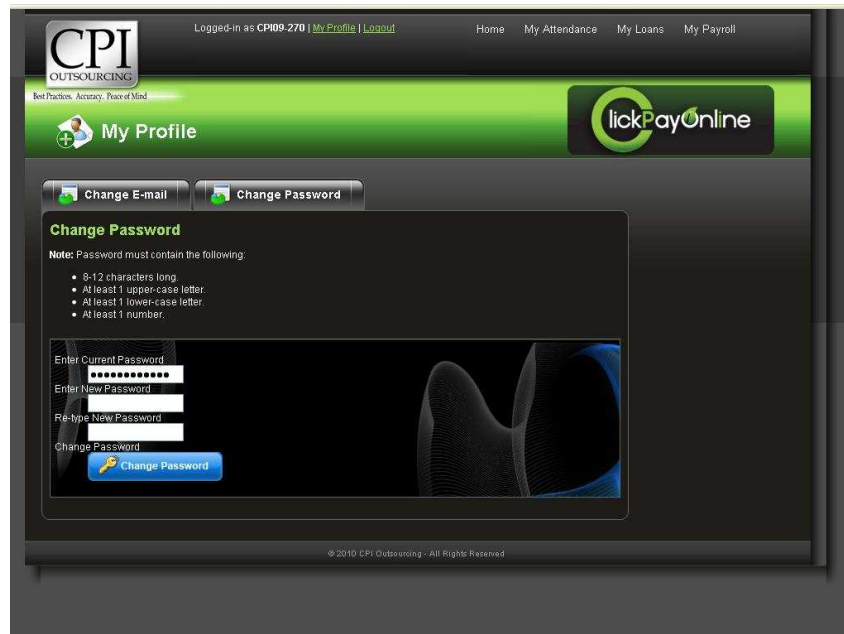 Logged-in as CPI09-270 | My Profile | Logout
Home My Attendance My Loans My Payroll
CPI
OUTSOURCING
Best Practices. Accuracy. Peace of Mind
My Profile
ClickPayOnline
Change E-mail
Change Password
Change Password
Note: Password must contain the following:
• 8-12 characters long.
• At least 1 upper-case letter.
• At least 1 lower-case letter.
• At least 1 number.
Enter Current Password
●●●●●●●●●●●●
Enter New Password
Re-type New Password
Change Password
Change Password
© 2010 CPI Outsourcing - All Rights Reserved